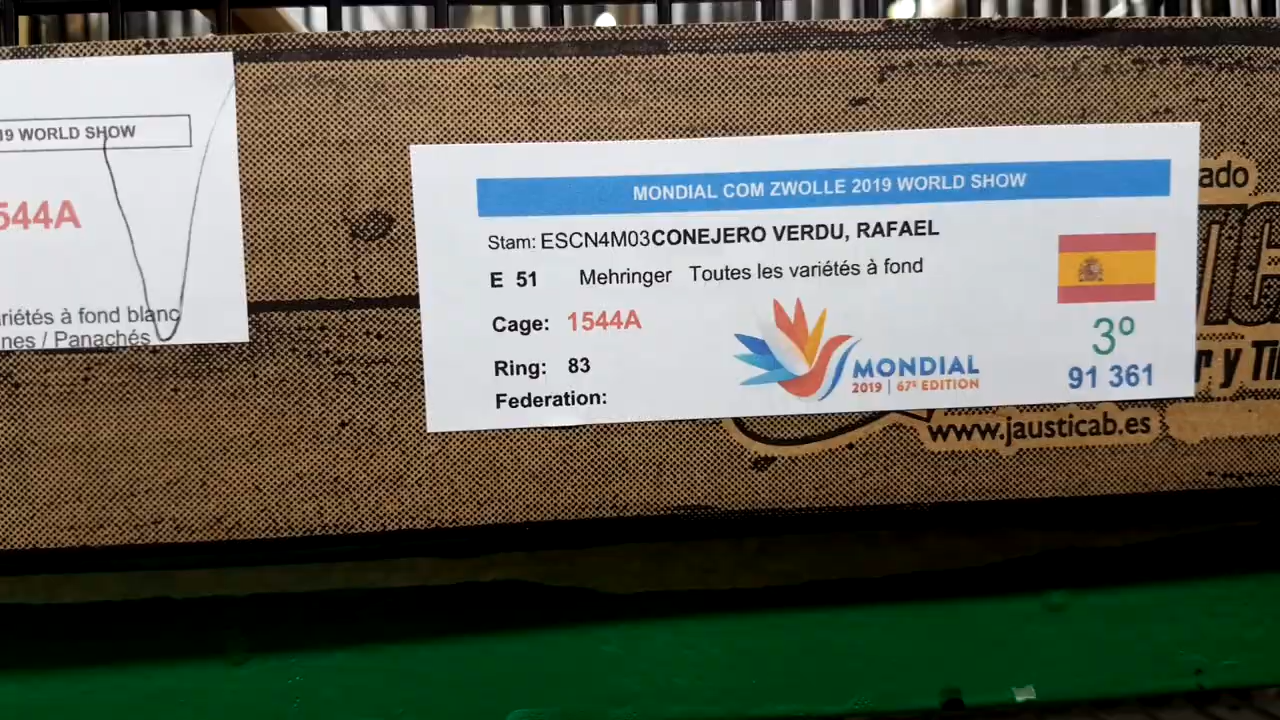 19 WORLD SHOW
544A
riétés à fond blanc
nes / Panachés
MONDIAL COM ZWOLLE 2019 WORLD SHOW
Stam: ESCN4M03CONEJERO VERDU, RAFAEL
E 51 Mehringer Toutes les variétés à fond
Cage: 1544A
Ring: 83
Federation:
MONDIAL
2019 | 67E EDITION
3º
91 361
ado
r y Ti
www.jausticab.es